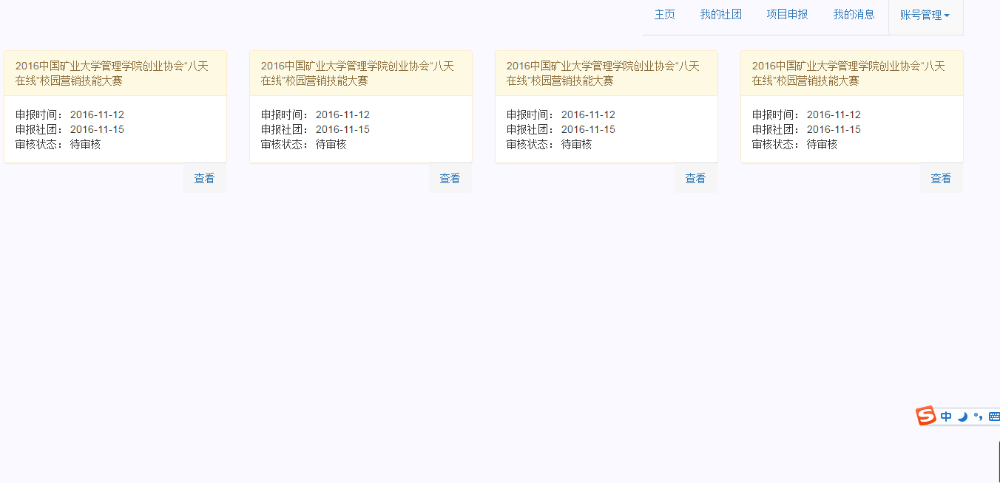 主页 我的社团 项目申报 我的消息 账号管理
2016中国矿业大学管理学院创业协会“八天
在线”校园营销技能大赛
申报时间： 2016-11-12
申报社团： 2016-11-15
审核状态： 待审核
查看
2016中国矿业大学管理学院创业协会“八天
在线”校园营销技能大赛
申报时间： 2016-11-12
申报社团： 2016-11-15
审核状态： 待审核
查看
2016中国矿业大学管理学院创业协会“八天
在线”校园营销技能大赛
申报时间： 2016-11-12
申报社团： 2016-11-15
审核状态： 待审核
查看
2016中国矿业大学管理学院创业协会“八天
在线”校园营销技能大赛
申报时间： 2016-11-12
申报社团： 2016-11-15
审核状态： 待审核
查看
S 中 °,